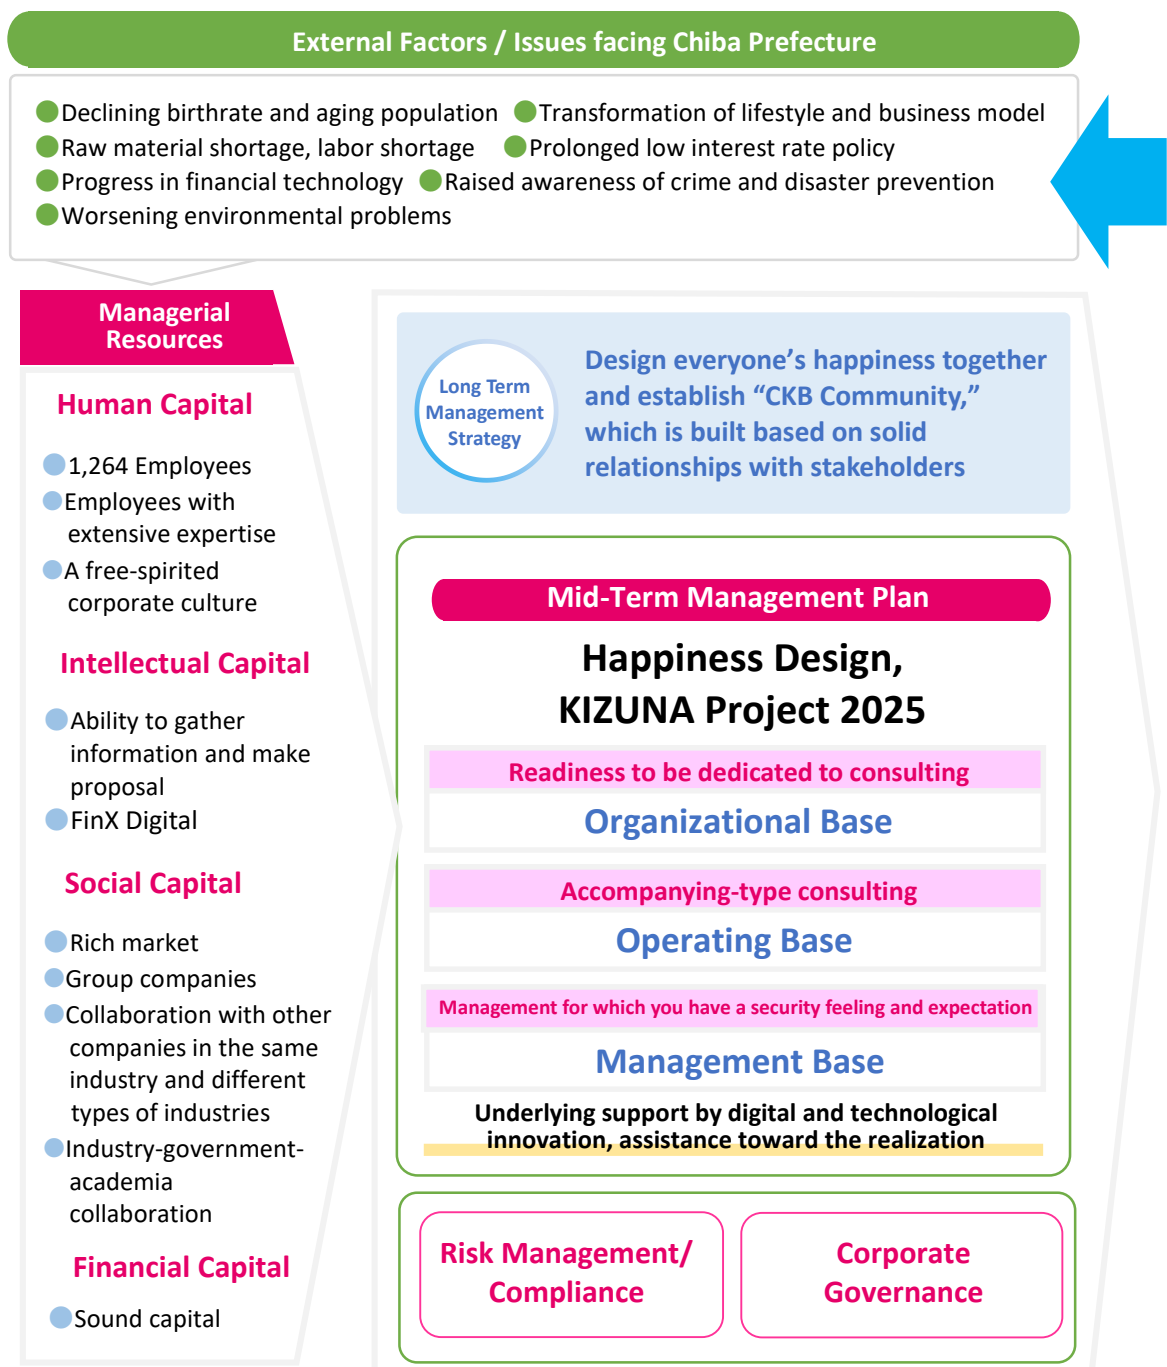 External Factors / Issues facing Chiba Prefecture
Declining birthrate and aging population Transformation of lifestyle and business model
Raw material shortage, labor shortage Prolonged low interest rate policy
Progress in financial technology Raised awareness of crime and disaster prevention
Worsening environmental problems
Managerial
Resources
Human Capital
1,264 Employees
Employees with
extensive expertise
A free-spirited
corporate culture
Intellectual Capital
Ability to gather
information and make
proposal
FinX Digital
Social Capital
Rich market
Group companies
Collaboration with other
companies in the same
industry and different
types of industries
Industry-government-
academia
collaboration
Financial Capital
Sound capital
Long Term
Management
Strategy
Design everyone’s happiness together
and establish “CKB Community,”
which is built based on solid
relationships with stakeholders
Mid-Term Management Plan
Happiness Design,
KIZUNA Project 2025
Readiness to be dedicated to consulting
Organizational Base
Accompanying-type consulting
Operating Base
Management for which you have a security feeling and expectation
Management Base
Underlying support by digital and technological
innovation, assistance toward the realization
Risk Management/
Compliance
Corporate
Governance